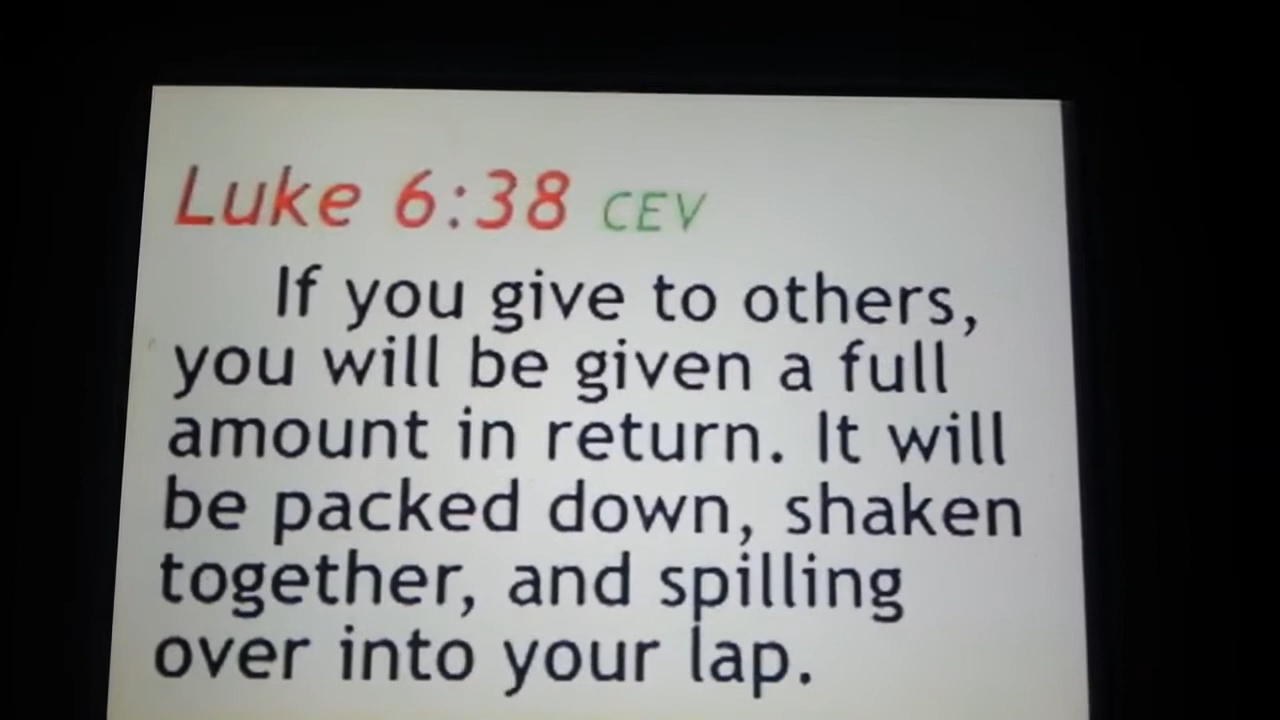 Luke 6:38 CEV
If you give to others,
you will be given a full
amount in return. It will
be packed down, shaken
together, and spilling
over into your lap.